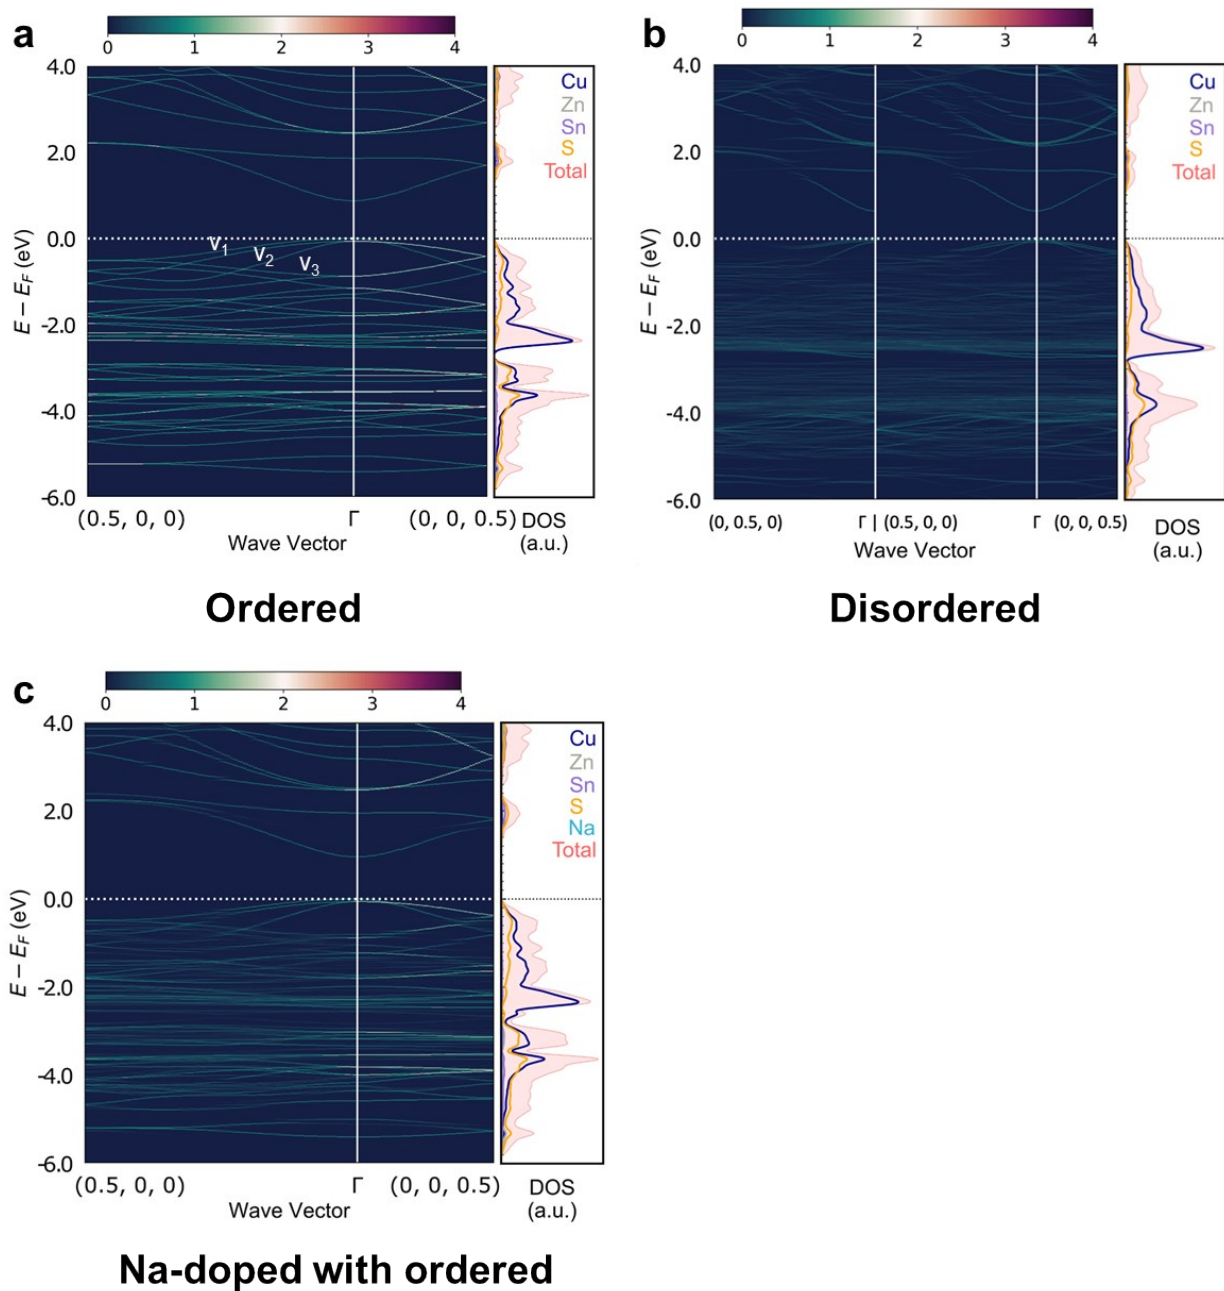 a
0 1 2 3 4
4.0
2.0
0.0
-2.0
-4.0
-6.0
E − E_F (eV)
v₁
v₂
v₃
Cu
Zn
Sn
S
Total
(0.5, 0, 0) Γ (0, 0, 0.5)
Wave Vector
DOS
(a.u.)
Ordered
b
0 1 2 3 4
4.0
2.0
0.0
-2.0
-4.0
-6.0
E − E_F (eV)
Cu
Zn
Sn
S
Total
(0, 0.5, 0) Γ | (0.5, 0, 0) Γ (0, 0, 0.5)
Wave Vector
DOS
(a.u.)
Disordered
c
0 1 2 3 4
4.0
2.0
0.0
-2.0
-4.0
-6.0
E − E_F (eV)
Cu
Zn
Sn
S
Na
Total
(0.5, 0, 0) Γ (0, 0, 0.5)
Wave Vector
DOS
(a.u.)
Na-doped with ordered